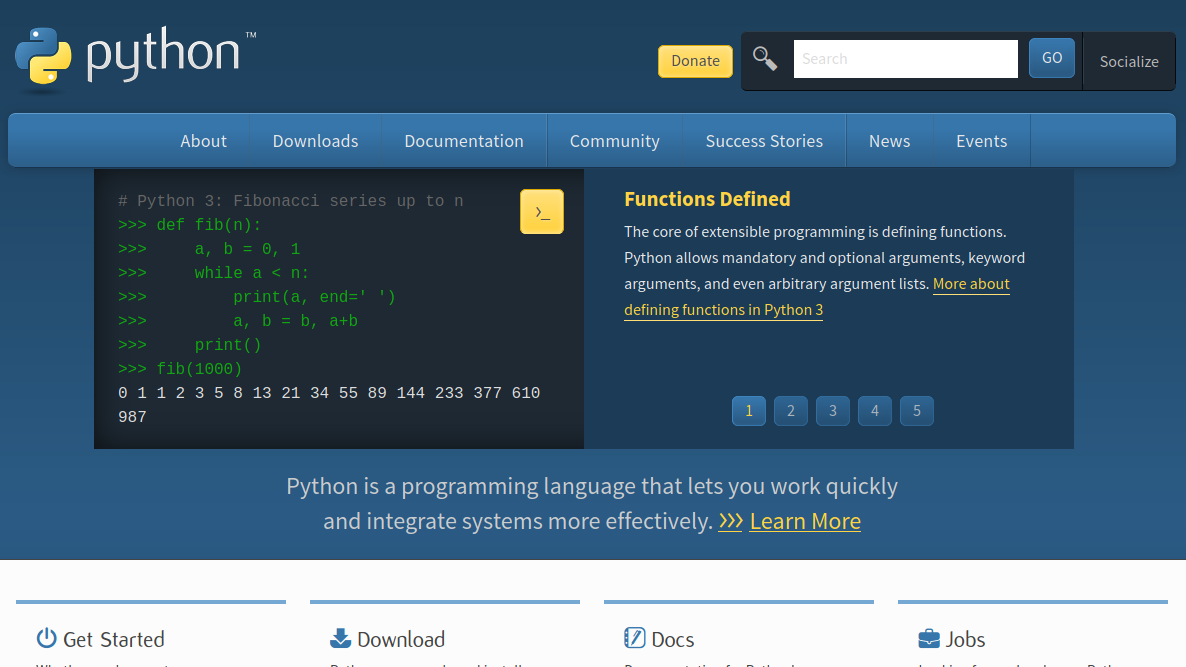 python™
Donate
Search
GO
Socialize
About
Downloads
Documentation
Community
Success Stories
News
Events
# Python 3: Fibonacci series up to n
>>> def fib(n):
>>>     a, b = 0, 1
>>>     while a < n:
>>>         print(a, end=' ')
>>>         a, b = b, a+b
>>>     print()
>>> fib(1000)
0 1 1 2 3 5 8 13 21 34 55 89 144 233 377 610
987
>_
Functions Defined
The core of extensible programming is defining functions.
Python allows mandatory and optional arguments, keyword
arguments, and even arbitrary argument lists. More about
defining functions in Python 3
1 2 3 4 5
Python is a programming language that lets you work quickly
and integrate systems more effectively. >>> Learn More
Get Started
Download
Docs
Jobs